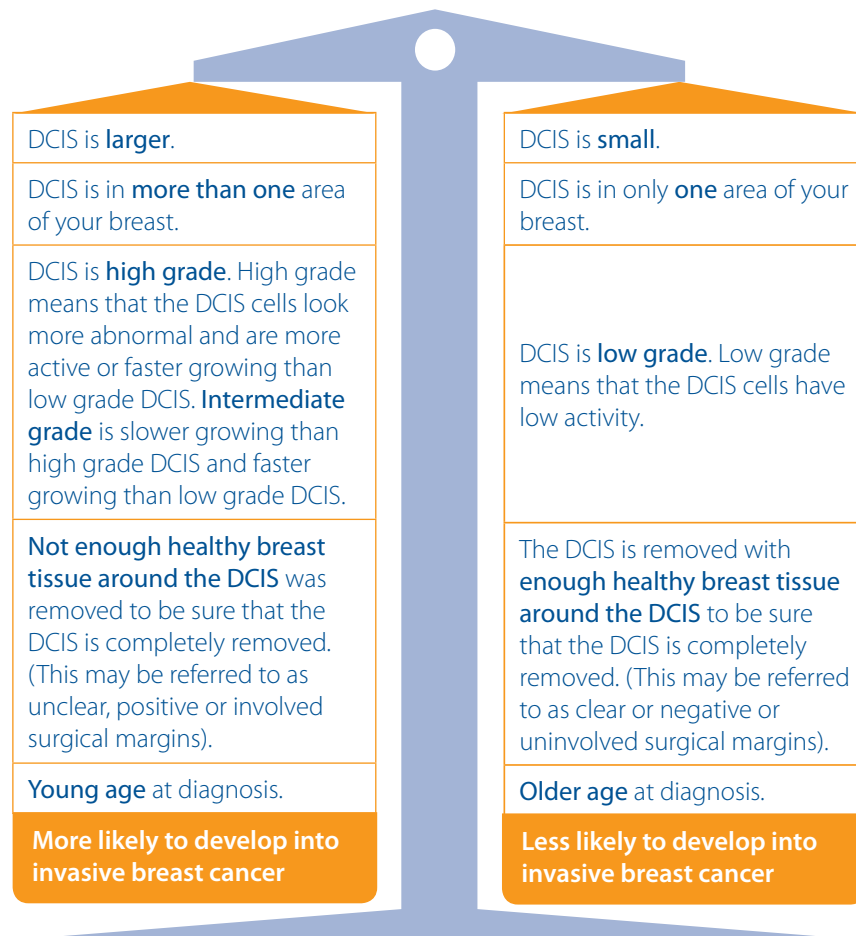 DCIS is larger.
DCIS is in more than one area
of your breast.
DCIS is high grade. High grade
means that the DCIS cells look
more abnormal and are more
active or faster growing than
low grade DCIS. Intermediate
grade is slower growing than
high grade DCIS and faster
growing than low grade DCIS.
Not enough healthy breast
tissue around the DCIS was
removed to be sure that the
DCIS is completely removed.
(This may be referred to as
unclear, positive or involved
surgical margins).
Young age at diagnosis.
More likely to develop into
invasive breast cancer
DCIS is small.
DCIS is in only one area of your
breast.
DCIS is low grade. Low grade
means that the DCIS cells have
low activity.
The DCIS is removed with
enough healthy breast tissue
around the DCIS to be sure
that the DCIS is completely
removed. (This may be referred
to as clear or negative or
uninvolved surgical margins).
Older age at diagnosis.
Less likely to develop into
invasive breast cancer